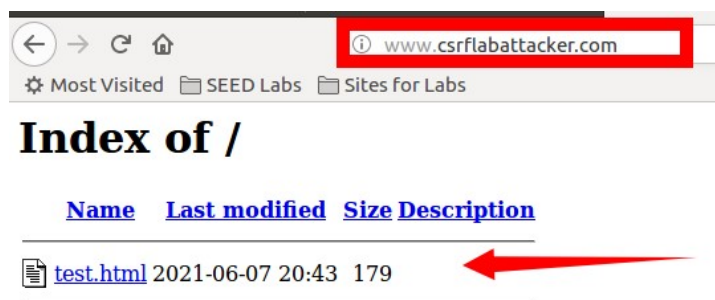 www.csrflabattacker.com
Most Visited SEED Labs Sites for Labs
Index of /
Name Last modified Size Description
test.html 2021-06-07 20:43 179